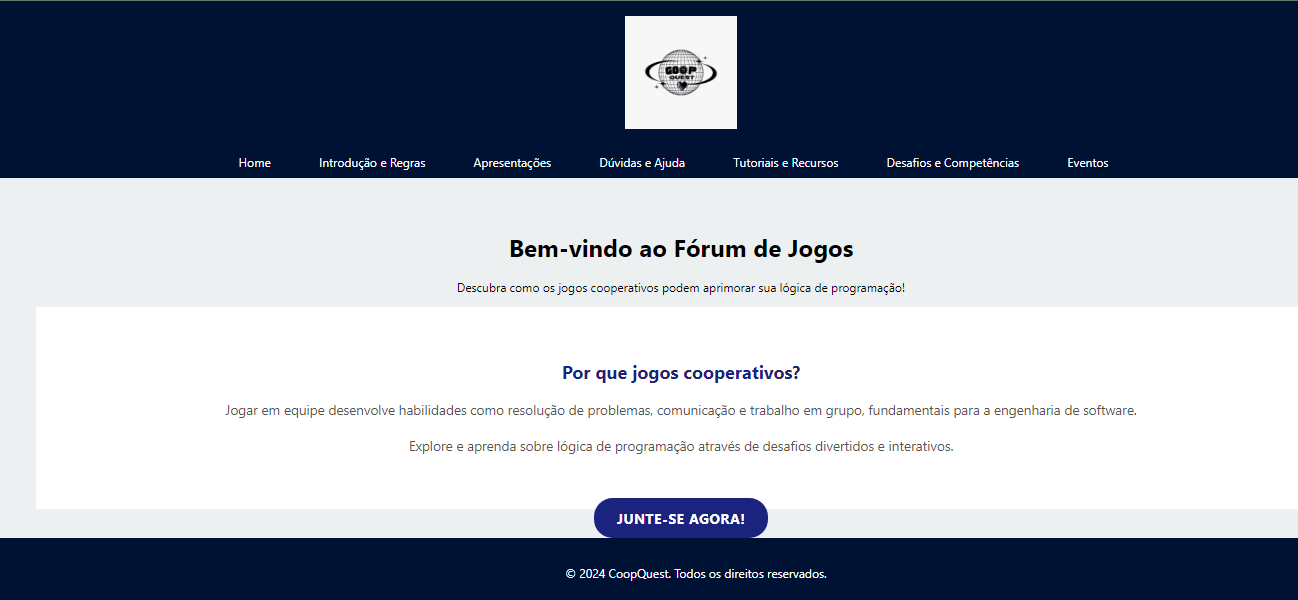 COOP
QUEST
Home Introdução e Regras Apresentações Dúvidas e Ajuda Tutoriais e Recursos Desafios e Competências Eventos
Bem-vindo ao Fórum de Jogos
Descubra como os jogos cooperativos podem aprimorar sua lógica de programação!
Por que jogos cooperativos?
Jogar em equipe desenvolve habilidades como resolução de problemas, comunicação e trabalho em grupo, fundamentais para a engenharia de software.
Explore e aprenda sobre lógica de programação através de desafios divertidos e interativos.
JUNTE-SE AGORA!
© 2024 CoopQuest. Todos os direitos reservados.